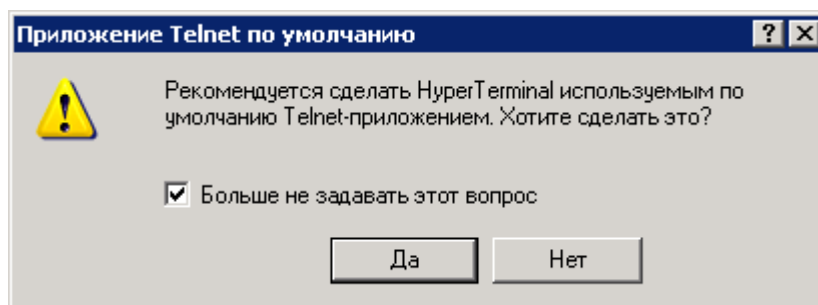 Приложение Telnet по умолчанию
Рекомендуется сделать HyperTerminal используемым по
умолчанию Telnet-приложением. Хотите сделать это?
Больше не задавать этот вопрос
Да
Нет